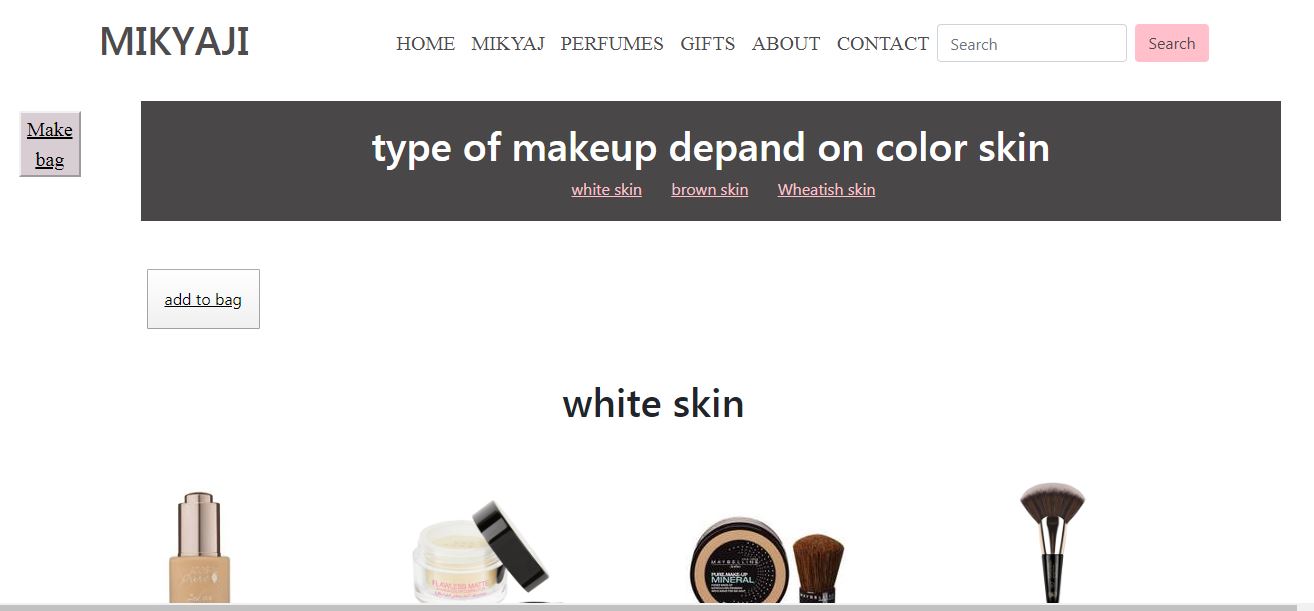 MIKYAJI
HOME MIKYAJ PERFUMES GIFTS ABOUT CONTACT Search Search
Make
bag
type of makeup depand on color skin
white skin brown skin Wheatish skin
add to bag
white skin
FLAWLESS MATTE
MAYBELLINE
PURE.MAKE-UP
MINERAL